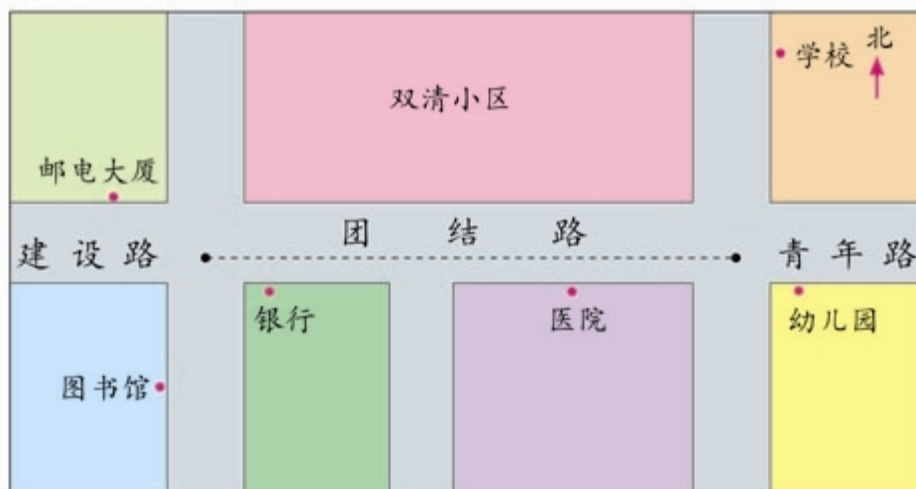 学校
北
双清小区
邮电大厦
团结路
建设路
青年路
银行
医院
幼儿园
图书馆